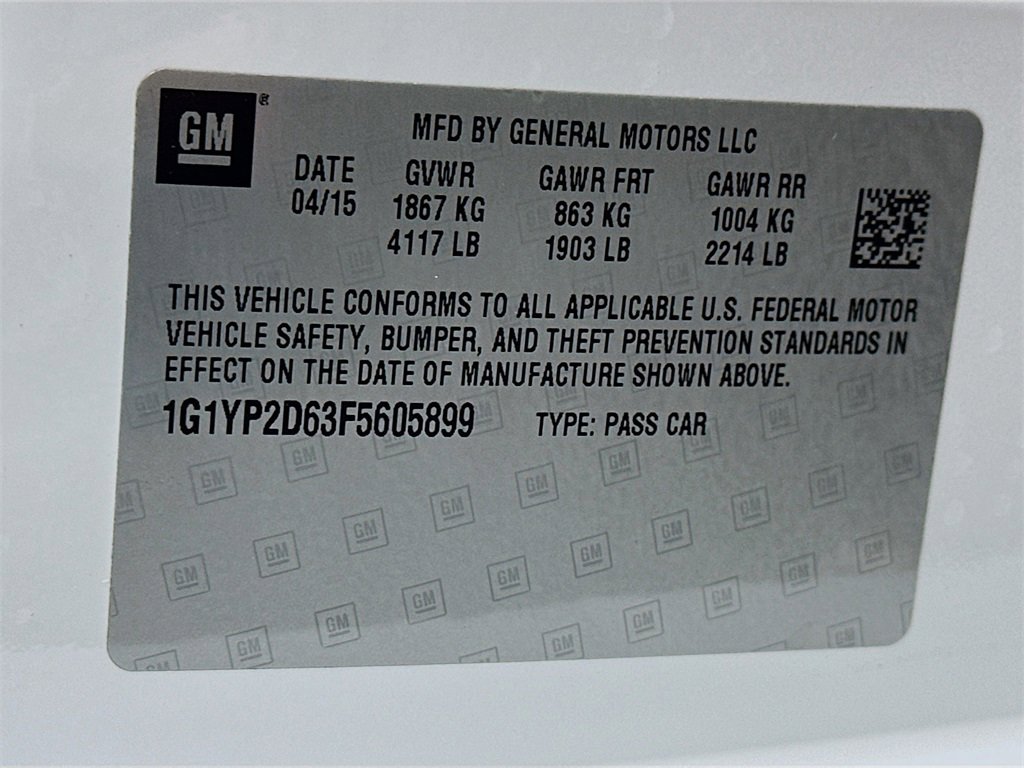 GM®
MFD BY GENERAL MOTORS LLC
DATE GVWR GAWR FRT GAWR RR
04/15 1867 KG 863 KG 1004 KG
4117 LB 1903 LB 2214 LB
THIS VEHICLE CONFORMS TO ALL APPLICABLE U.S. FEDERAL MOTOR
VEHICLE SAFETY, BUMPER, AND THEFT PREVENTION STANDARDS IN
EFFECT ON THE DATE OF MANUFACTURE SHOWN ABOVE.
1G1YP2D63F5605899 TYPE: PASS CAR